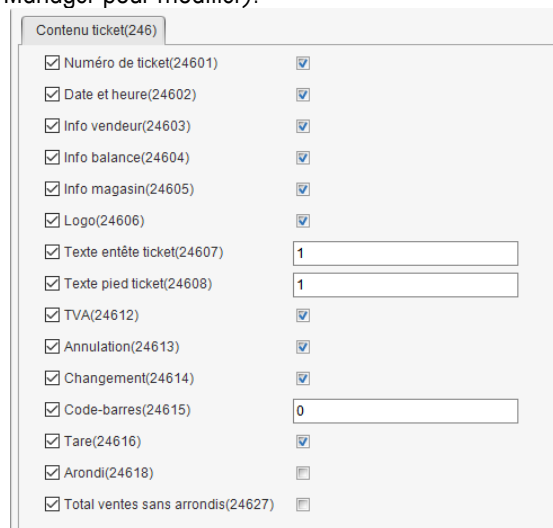 Manager pour modifier).
Contenu ticket(246)
Numéro de ticket(24601)
Date et heure(24602)
Info vendeur(24603)
Info balance(24604)
Info magasin(24605)
Logo(24606)
Texte entête ticket(24607) 1
Texte pied ticket(24608) 1
TVA(24612)
Annulation(24613)
Changement(24614)
Code-barres(24615) 0
Tare(24616)
Arondi(24618)
Total ventes sans arrondis(24627)